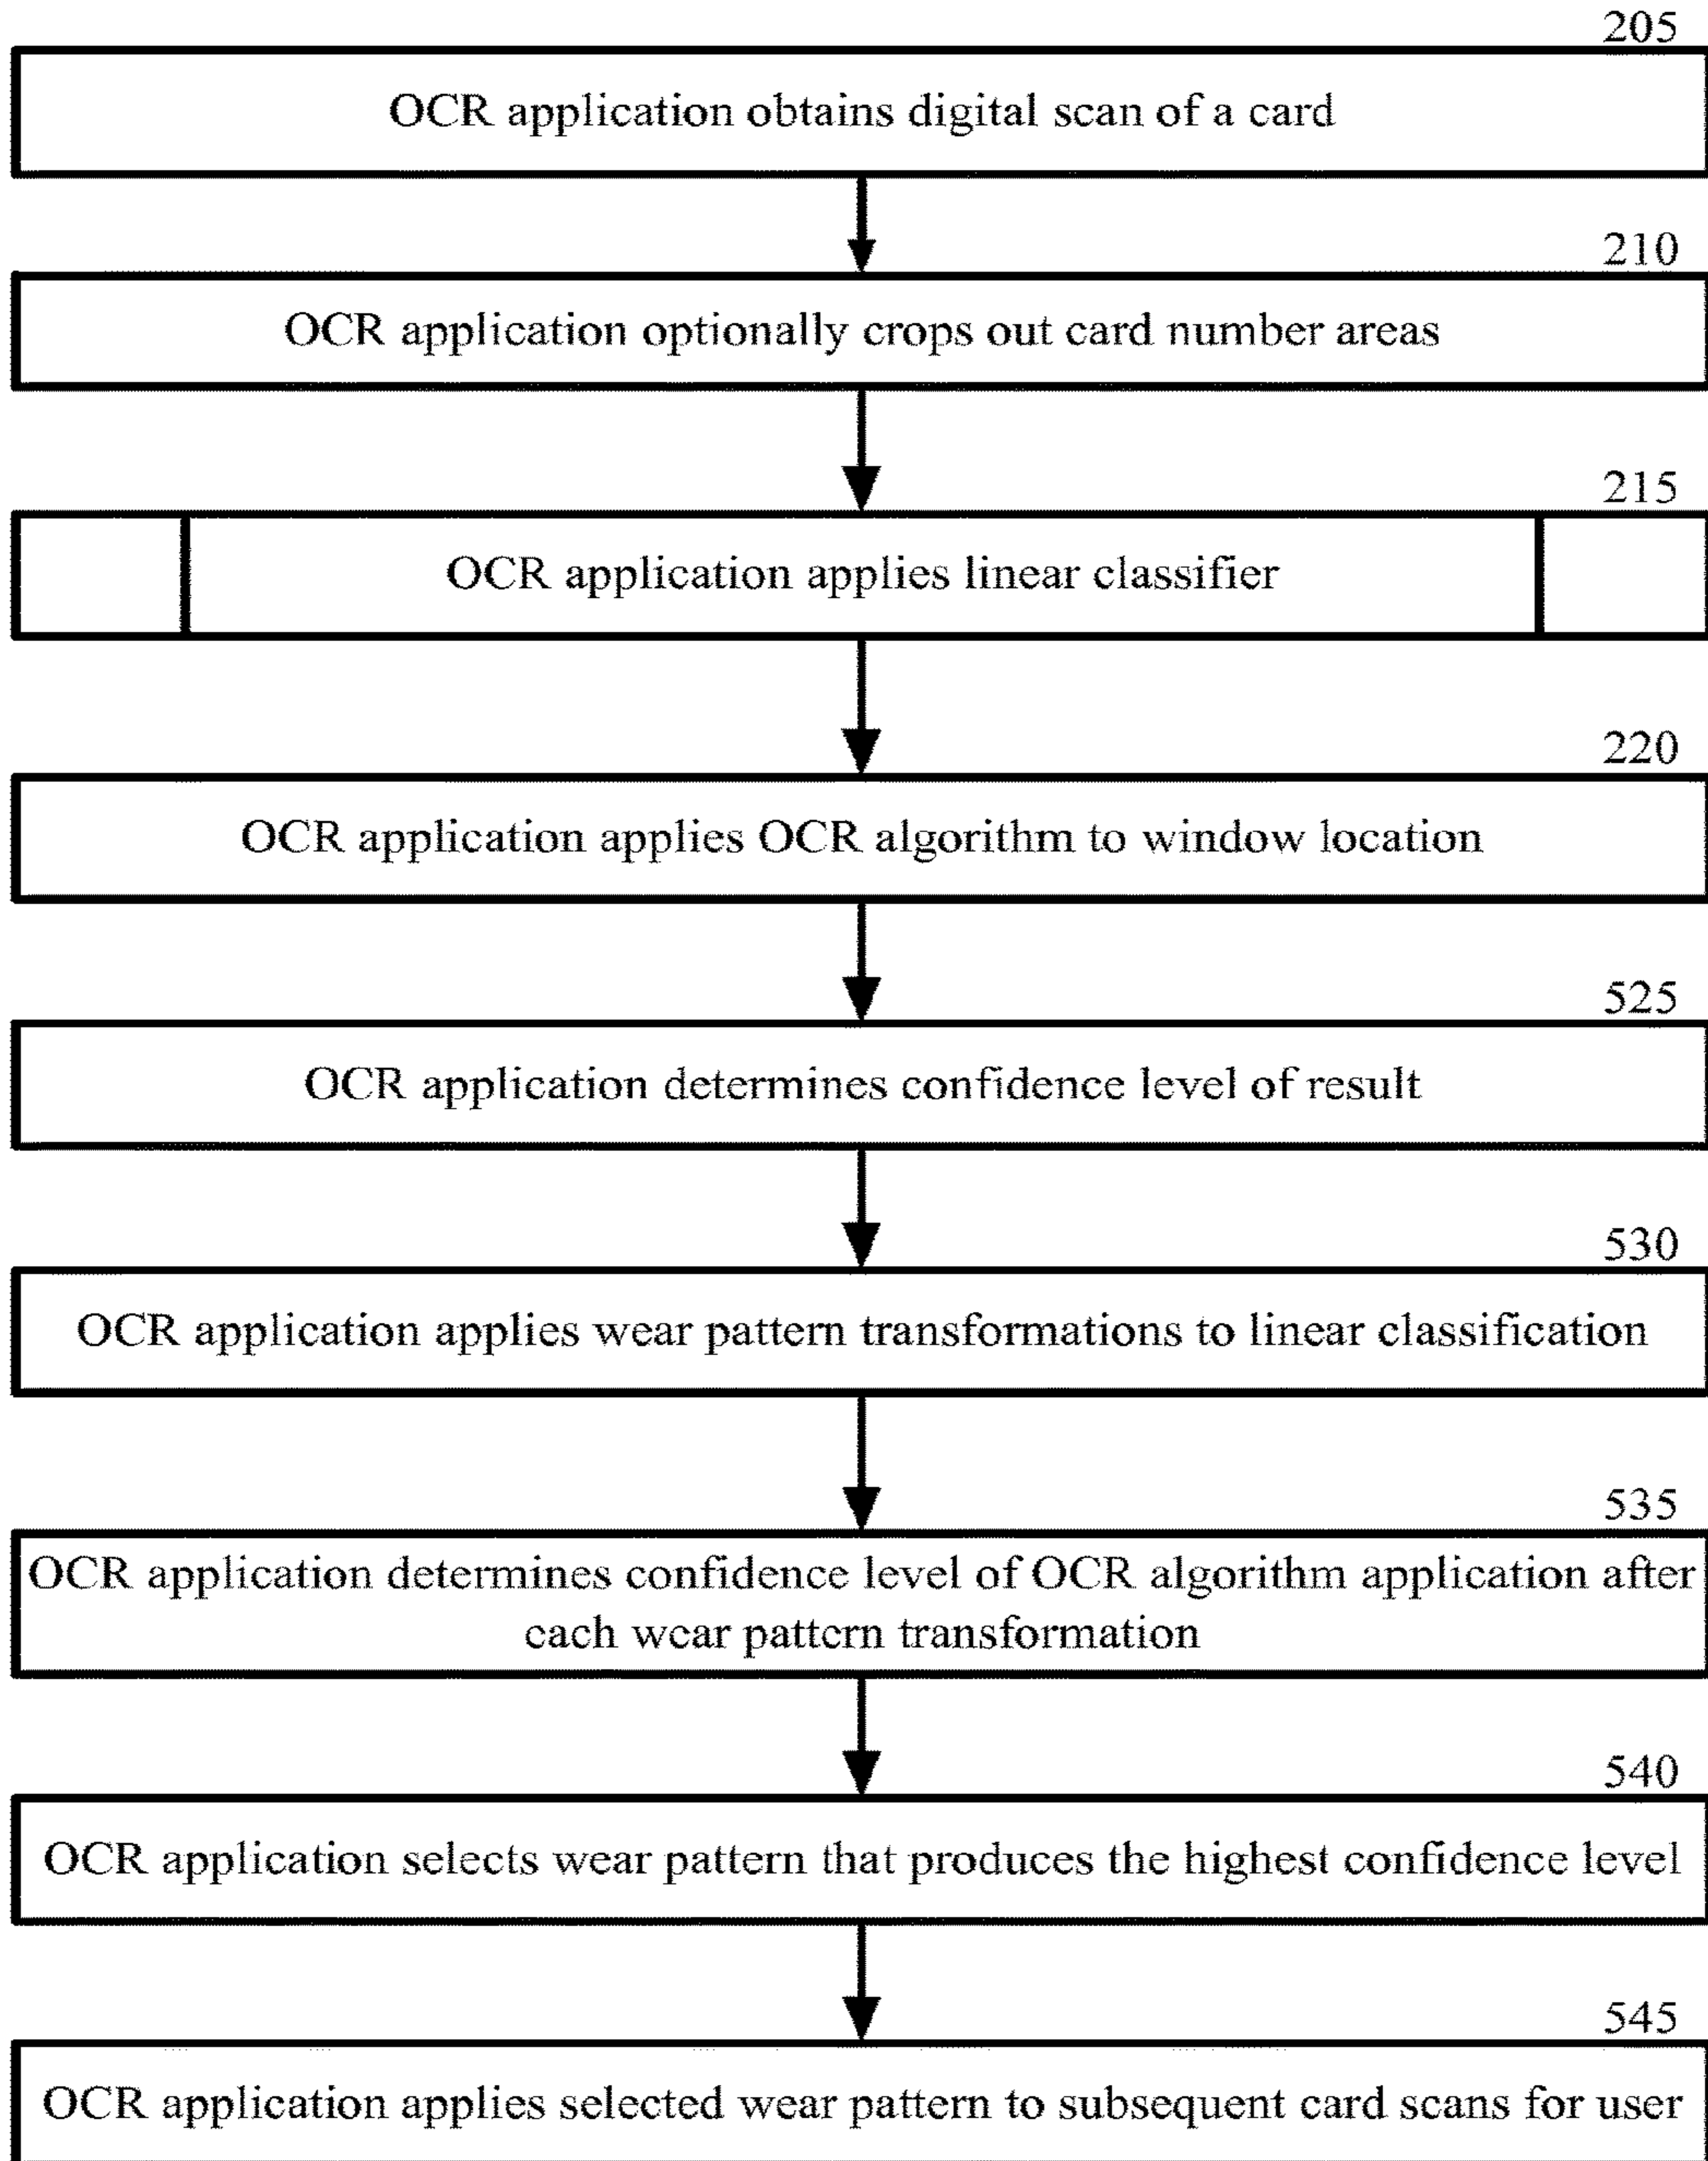 205
OCR application obtains digital scan of a card
210
OCR application optionally crops out card number areas
215
OCR application applies linear classifier
220
OCR application applies OCR algorithm to window location
525
OCR application determines confidence level of result
530
OCR application applies wear pattern transformations to linear classification
535
OCR application determines confidence level of OCR algorithm application after
each wear pattern transformation
540
OCR application selects wear pattern that produces the highest confidence level
545
OCR application applies selected wear pattern to subsequent card scans for user